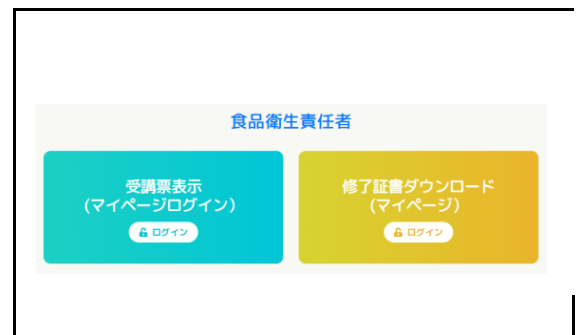 食品衛生責任者
受講票表示
(マイページログイン)
ログイン
修了証書ダウンロード
(マイページ)
ログイン